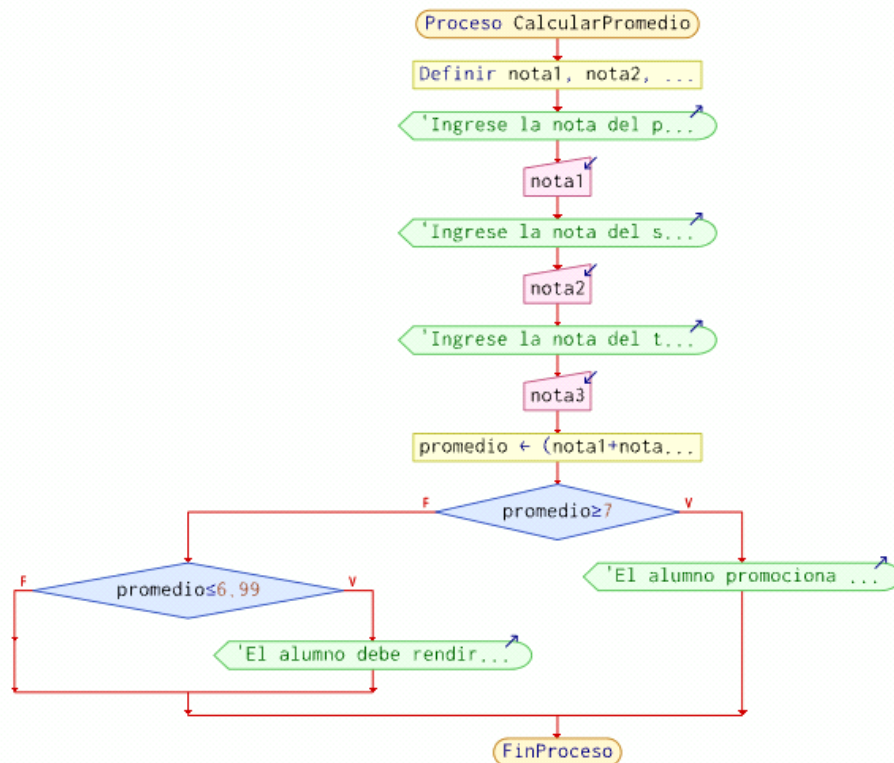 Proceso CalcularPromedio
Definir nota1, nota2, ...
'Ingrese la nota del p...
nota1
'Ingrese la nota del s...
nota2
'Ingrese la nota del t...
nota3
promedio ← (nota1+nota...
F
promedio≥7
V
F
promedio≤6.99
V
'El alumno promociona ...
'El alumno debe rendir...
FinProceso